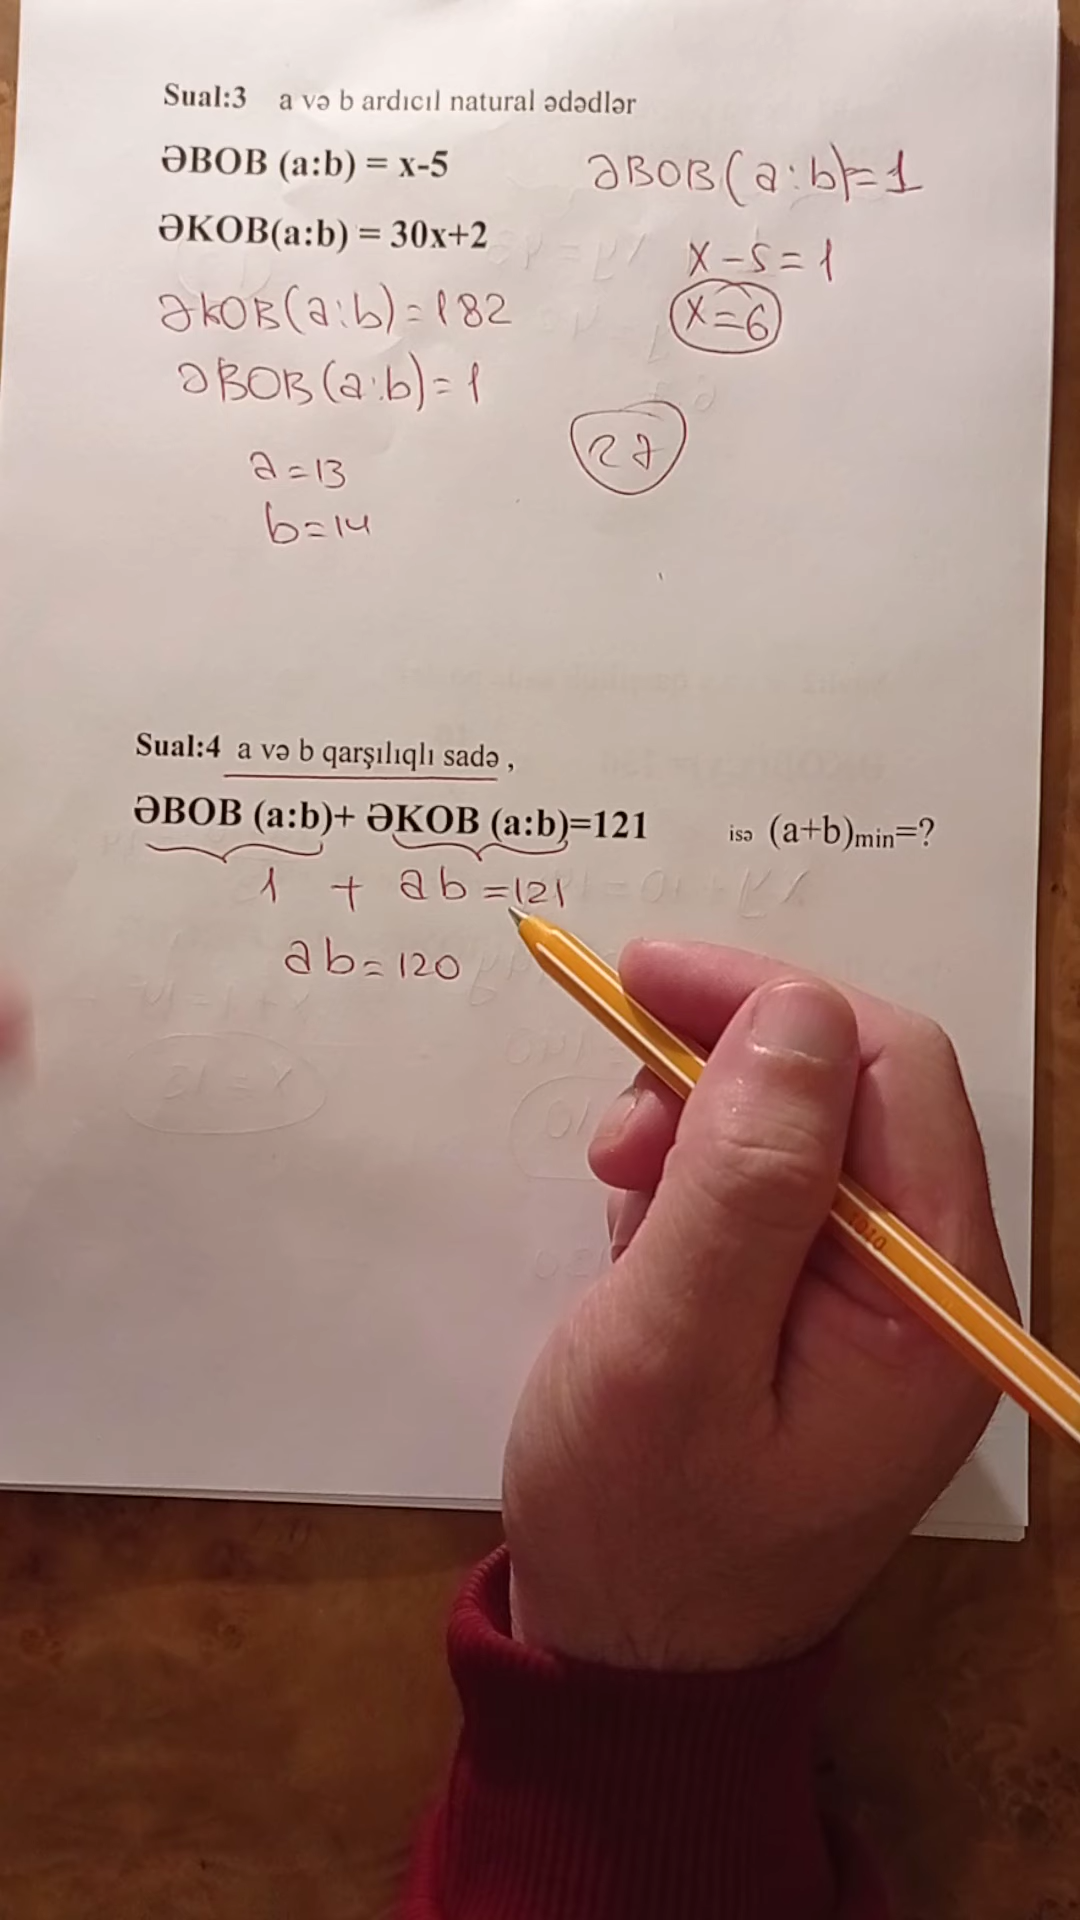 Sual:3 a və b ardıcıl natural ədədlər
ƏBOB (a:b) = x-5
ƏBOB(a:b)=1
ƏKOB(a:b) = 30x+2
x-5=1
x=6
ƏKOB(a:b)=182
ƏBOB(a:b)=1
27
a=13
b=14
Sual:4 a və b qarşılıqlı sadə ,
ƏBOB (a:b)+ ƏKOB (a:b)=121 isə (a+b)min=?
1 + ab=121
ab=120
1010